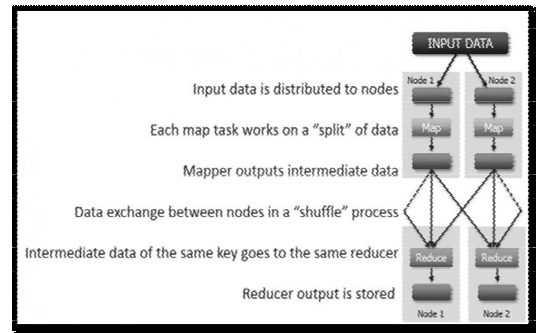 INPUT DATA
Node 1
Node 2
Input data is distributed to nodes
Each map task works on a “split” of data
Map
Map
Mapper outputs intermediate data
Data exchange between nodes in a “shuffle” process
Intermediate data of the same key goes to the same reducer
Reduce
Reduce
Reducer output is stored
Node 1
Node 2